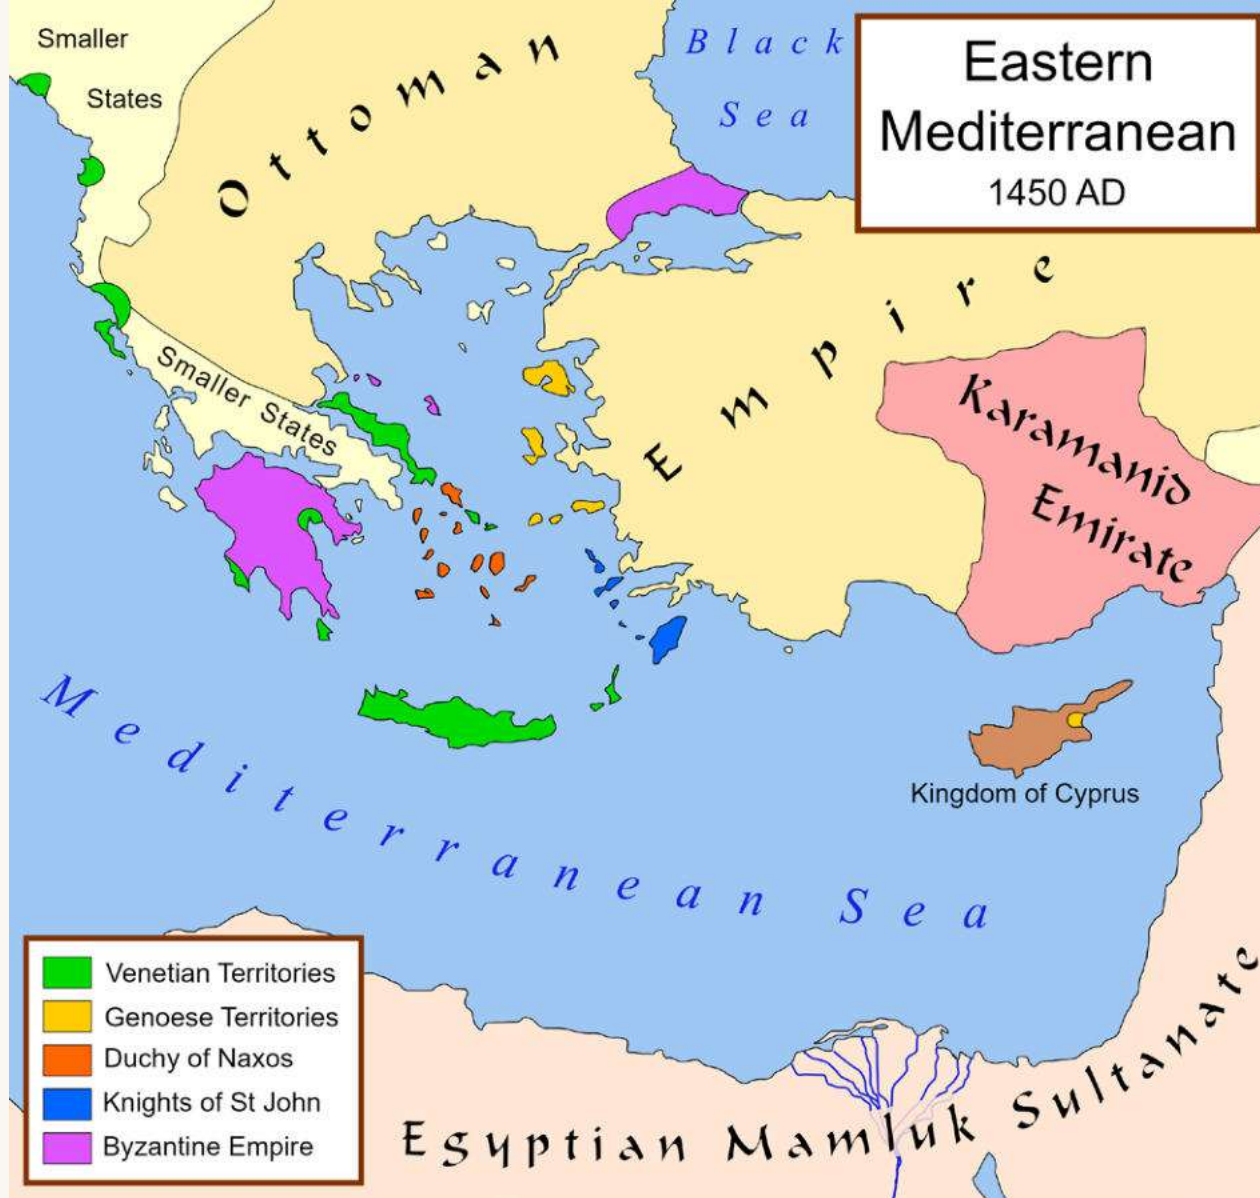 Smaller
States
Ottoman
Black
Sea
Eastern
Mediterranean
1450 AD
Empire
Smaller States
Karamanid
Emirate
Mediterranean Sea
Kingdom of Cyprus
Venetian Territories
Genoese Territories
Duchy of Naxos
Knights of St John
Byzantine Empire
Egyptian Mamluk Sultanate